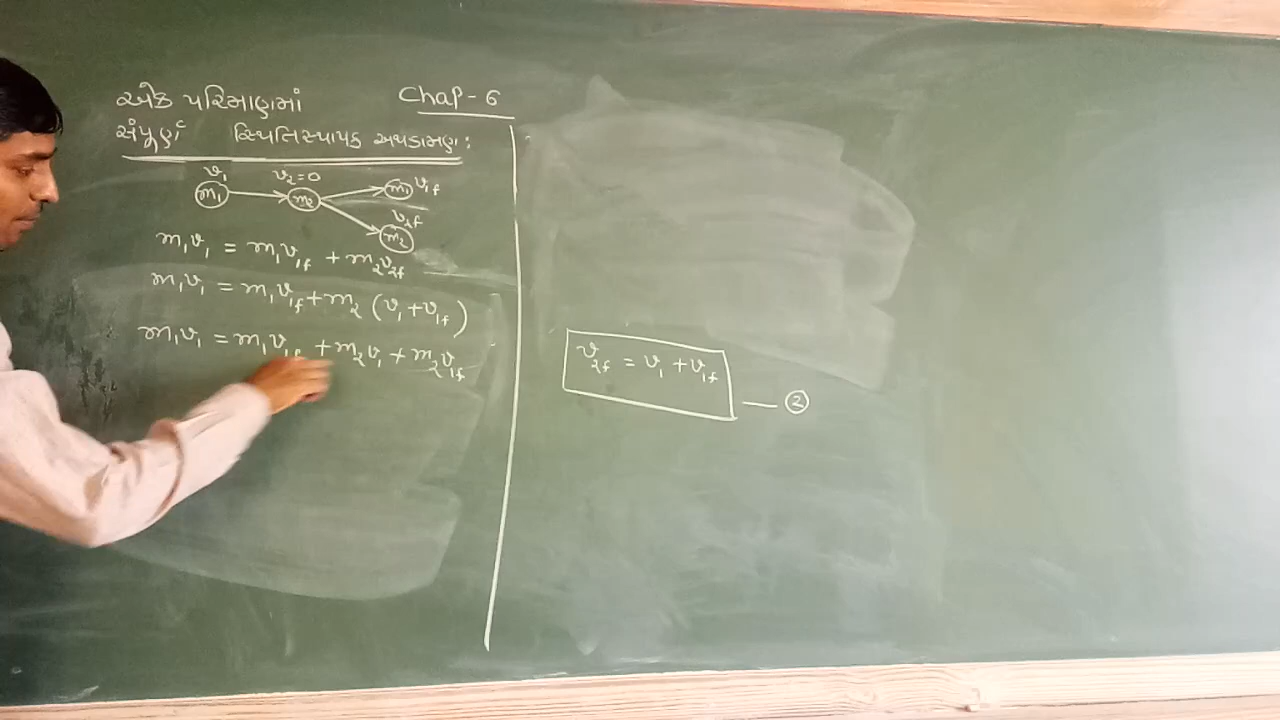 એક પરિમાણમાં
Chap - 6
સંપૂર્ણ સ્થિતિસ્થાપક અથડામણ :
v₁ v₂=0 m₁ v₁f
m₁ m₂
v₂f
m₂
m₁v₁ = m₁v₁f + m₂v₂f
m₁v₁ = m₁v₁f + m₂ (v₁ + v₁f)
m₁v₁ = m₁v₁f + m₂v₁ + m₂v₁f
v₂f = v₁ + v₁f — ②